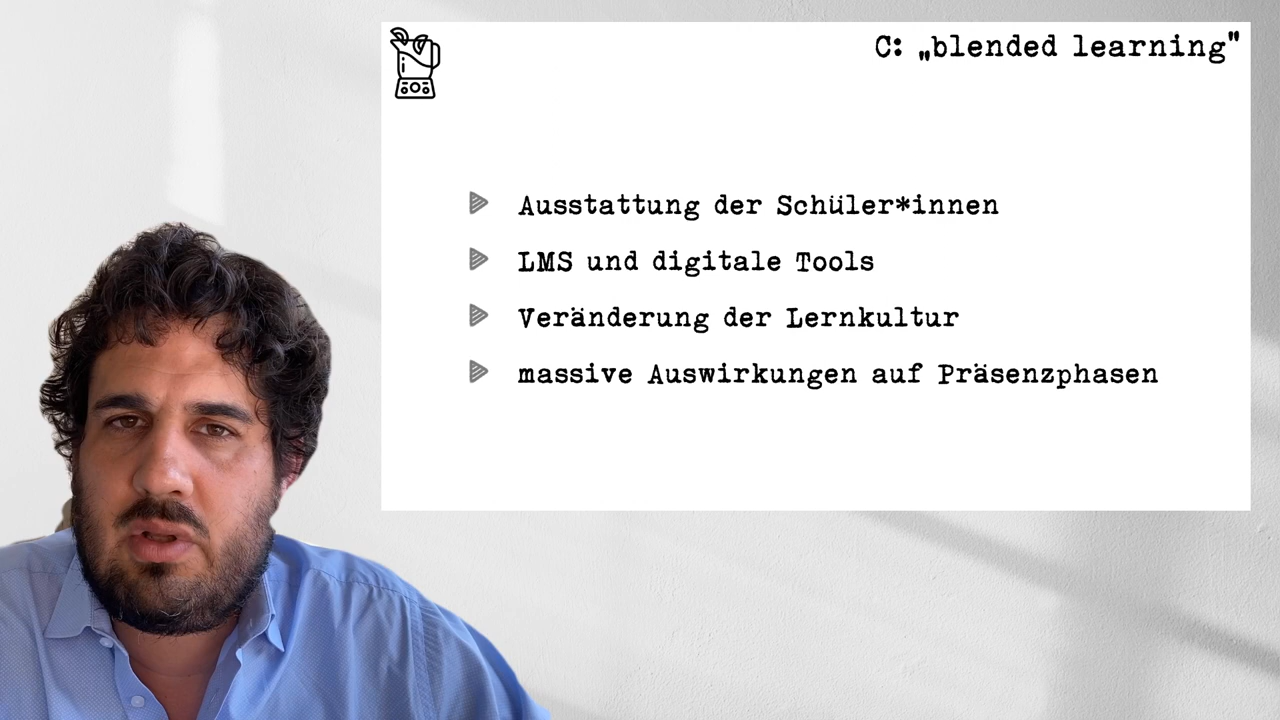 C: „blended learning"
Ausstattung der Schüler*innen
LMS und digitale Tools
Veränderung der Lernkultur
massive Auswirkungen auf Präsenzphasen